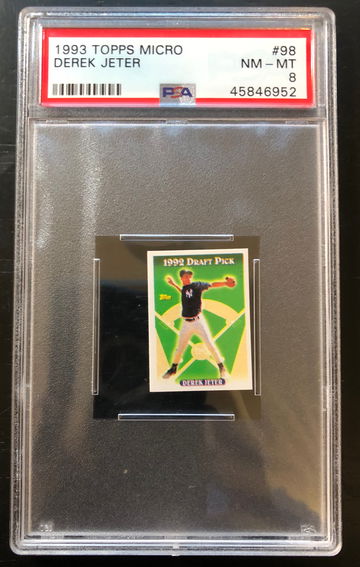 1993 TOPPS MICRO #98
DEREK JETER NM - MT
8
PSA 45846952
1992 DRAFT PICK
Topps
DEREK JETER